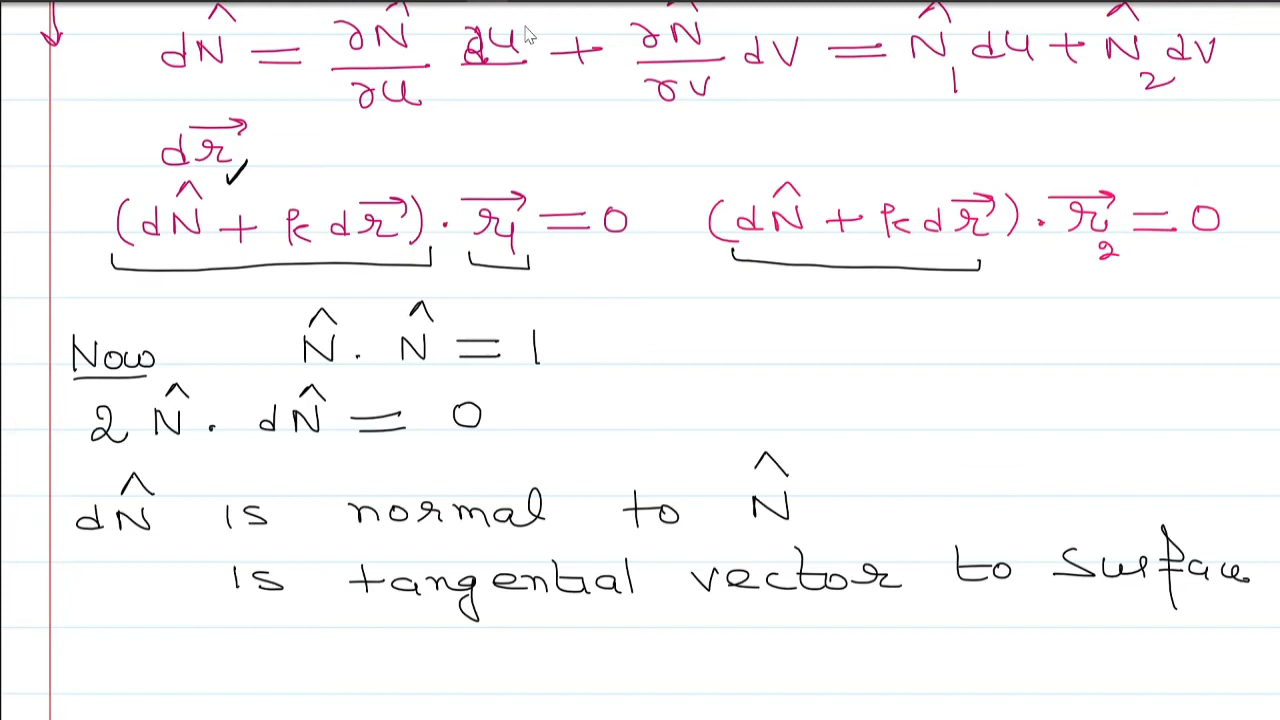 dN̂ = ∂N̂/∂u du + ∂N̂/∂v dv = N̂₁ du + N̂₂ dv
dr⃗
(dN̂ + k dr⃗) · r⃗₁ = 0 (dN̂ + k dr⃗) · r⃗₂ = 0
Now N̂ . N̂ = 1
2 N̂ . dN̂ = 0
dN̂ is normal to N̂
is tangential vector to surface